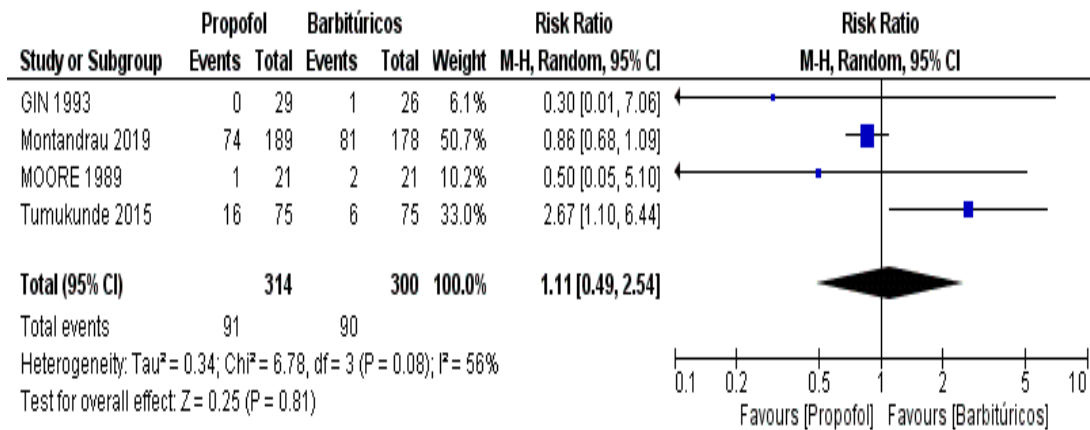 Propofol Barbitúricos Risk Ratio Risk Ratio
Study or Subgroup Events Total Events Total Weight M-H, Random, 95% CI M-H, Random, 95% CI
GIN 1993 0 29 1 26 6.1% 0.30 [0.01, 7.06]
Montandrau 2019 74 189 81 178 50.7% 0.86 [0.68, 1.09]
MOORE 1989 1 21 2 21 10.2% 0.50 [0.05, 5.10]
Tumukunde 2015 16 75 6 75 33.0% 2.67 [1.10, 6.44]
Total (95% CI) 314 300 100.0% 1.11 [0.49, 2.54]
Total events 91 90
Heterogeneity: Tau² = 0.34; Chi² = 6.78, df = 3 (P = 0.08); I² = 56%
Test for overall effect: Z = 0.25 (P = 0.81)
0.1 0.2 0.5 1 2 5 10
Favours [Propofol] Favours [Barbitúricos]